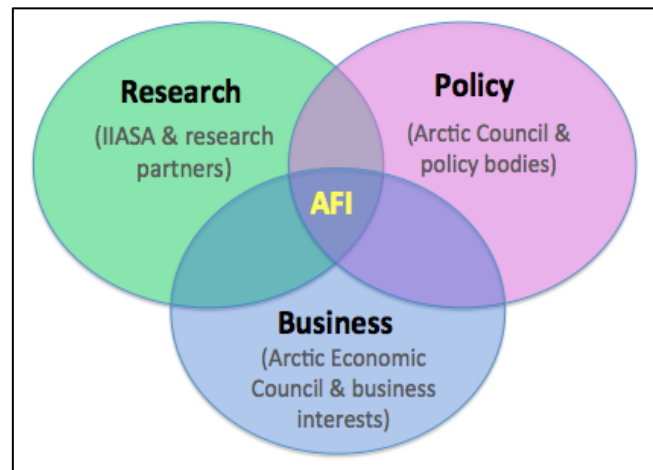 Research
(IIASA & research
partners)
Policy
(Arctic Council &
policy bodies)
AFI
Business
(Arctic Economic
Council & business
interests)